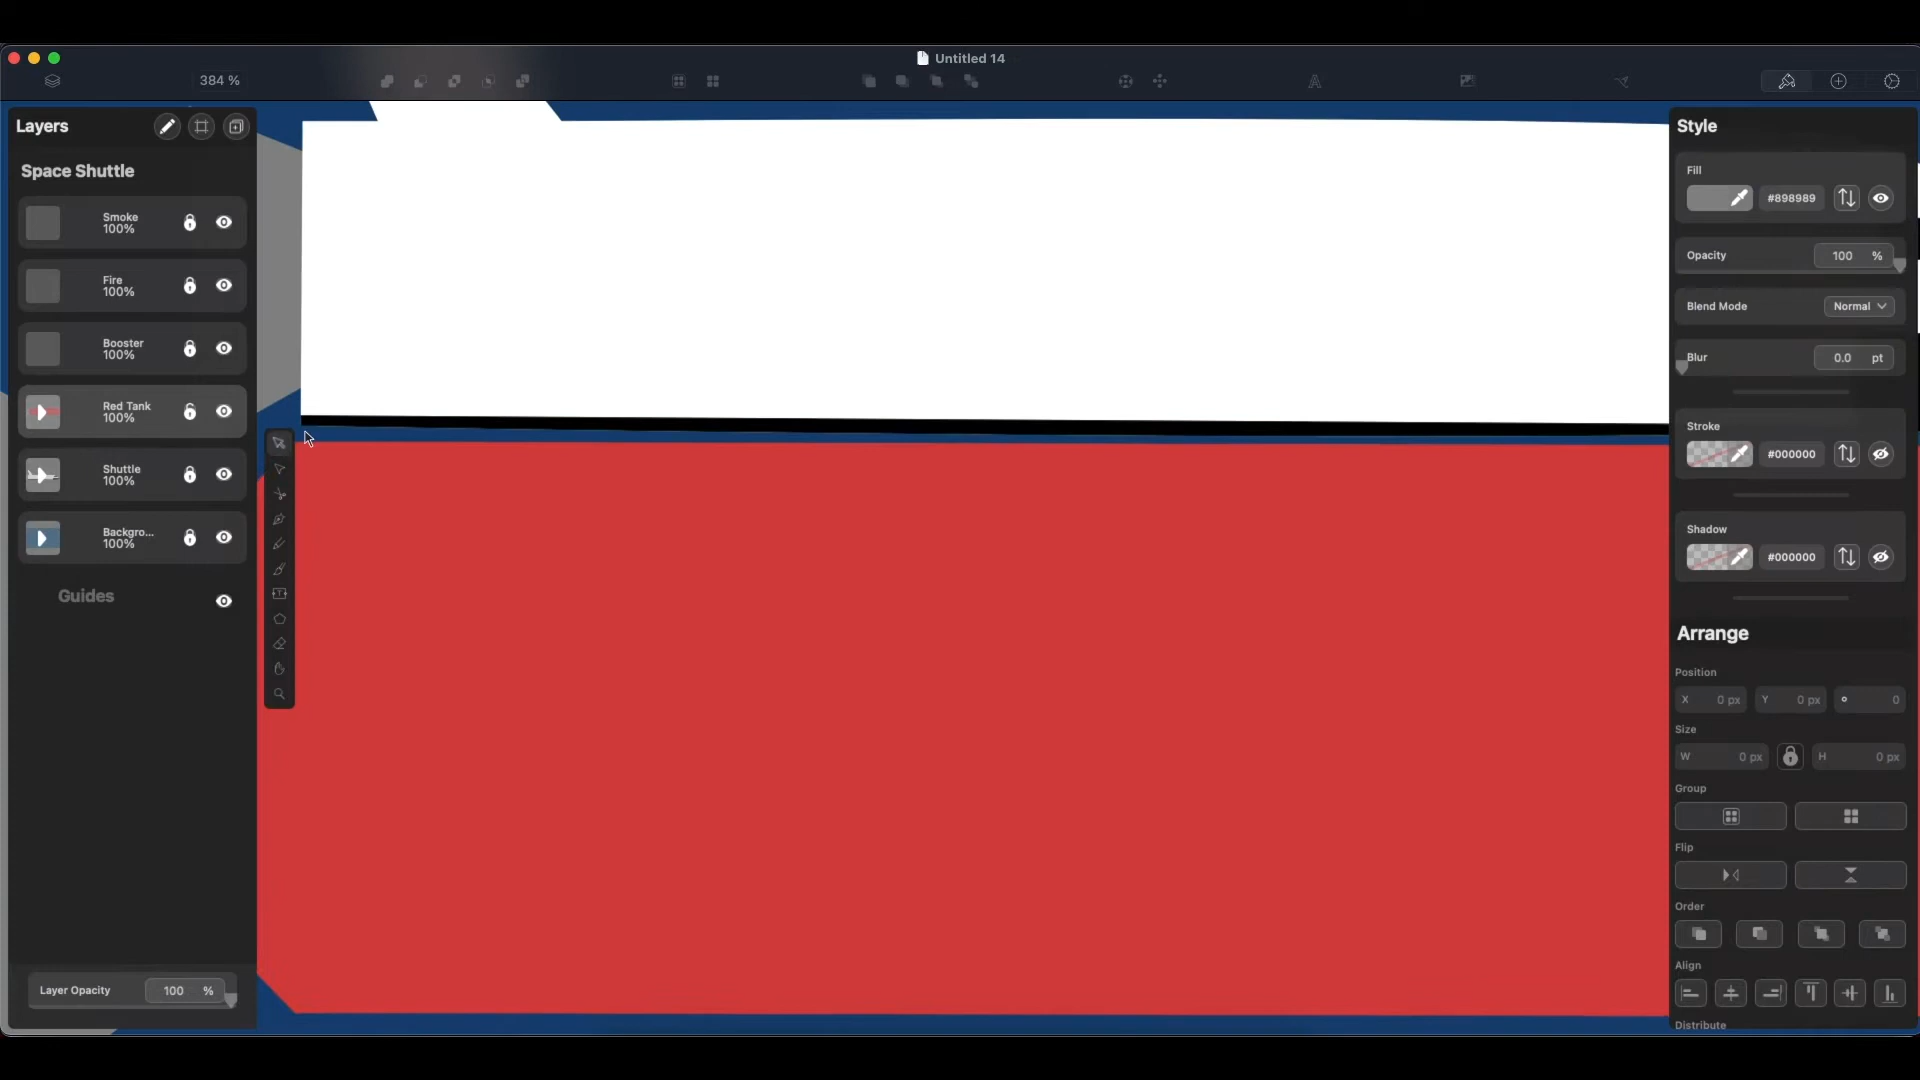 Untitled 14
384 %
Layers
Space Shuttle
Smoke
100%
Fire
100%
Booster
100%
Red Tank
100%
Shuttle
100%
Backgro...
100%
Guides
Layer Opacity 100 %
Style
Fill
#898989
Opacity 100 %
Blend Mode Normal
Blur 0.0 pt
Stroke
#000000
Shadow
#000000
Arrange
Position
X 0 px Y 0 px 0
Size
W 0 px H 0 px
Group
Flip
Order
Align
Distribute